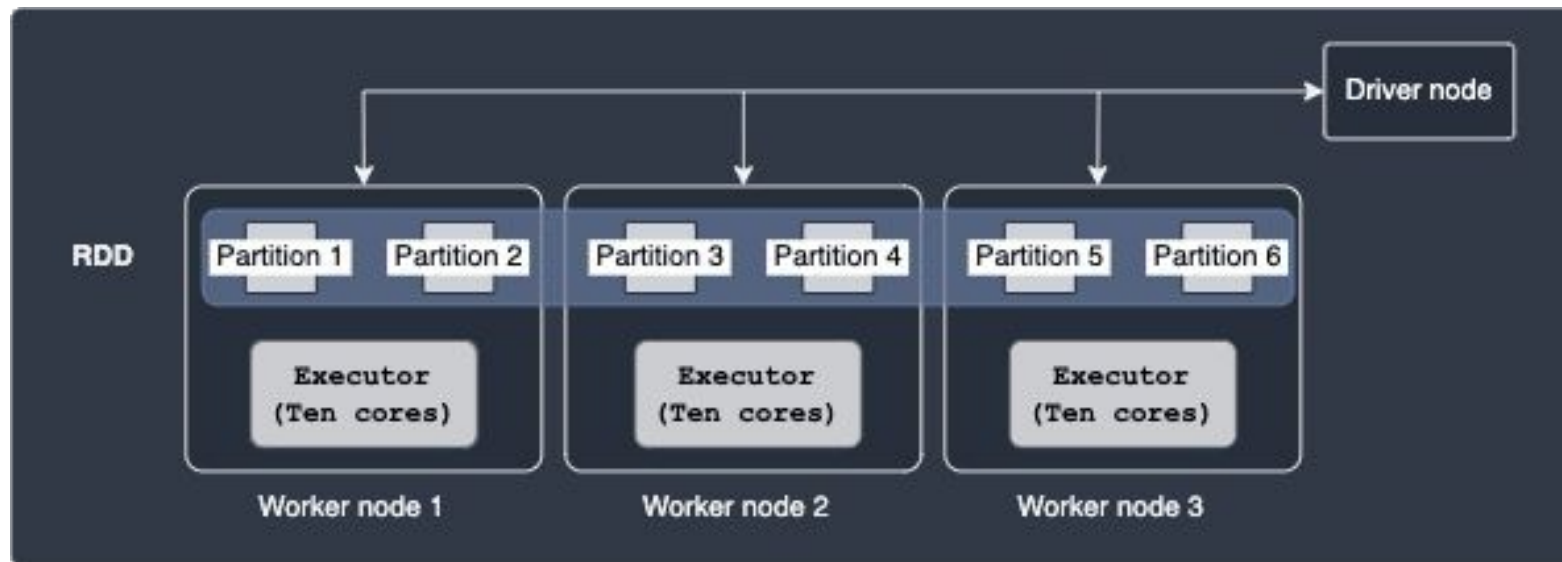 Driver node
RDD
Partition 1
Partition 2
Partition 3
Partition 4
Partition 5
Partition 6
Executor
(Ten cores)
Executor
(Ten cores)
Executor
(Ten cores)
Worker node 1
Worker node 2
Worker node 3